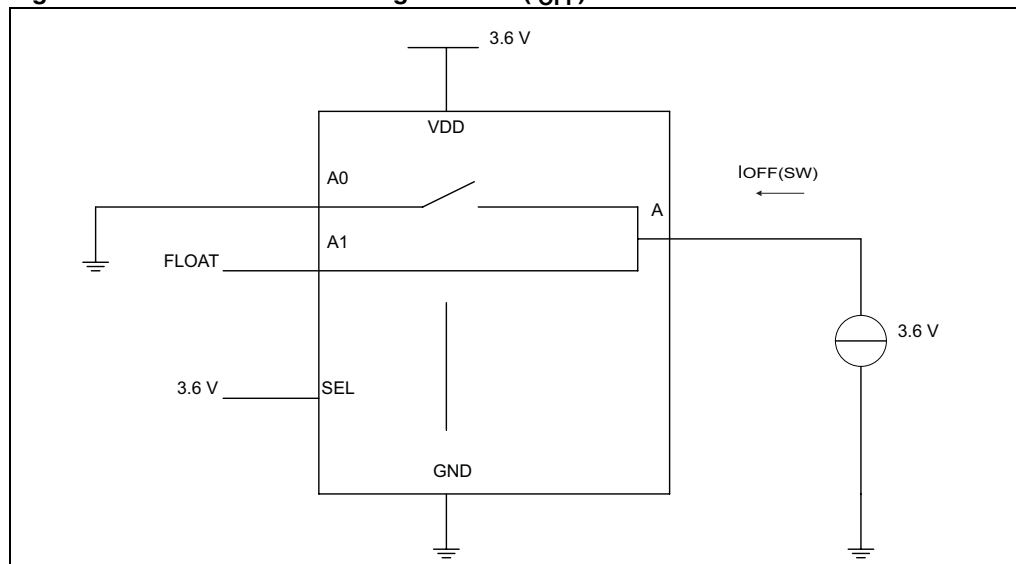 3.6 V
VDD
A0
IOFF(SW)
A
A1
FLOAT
3.6 V
3.6 V
SEL
GND